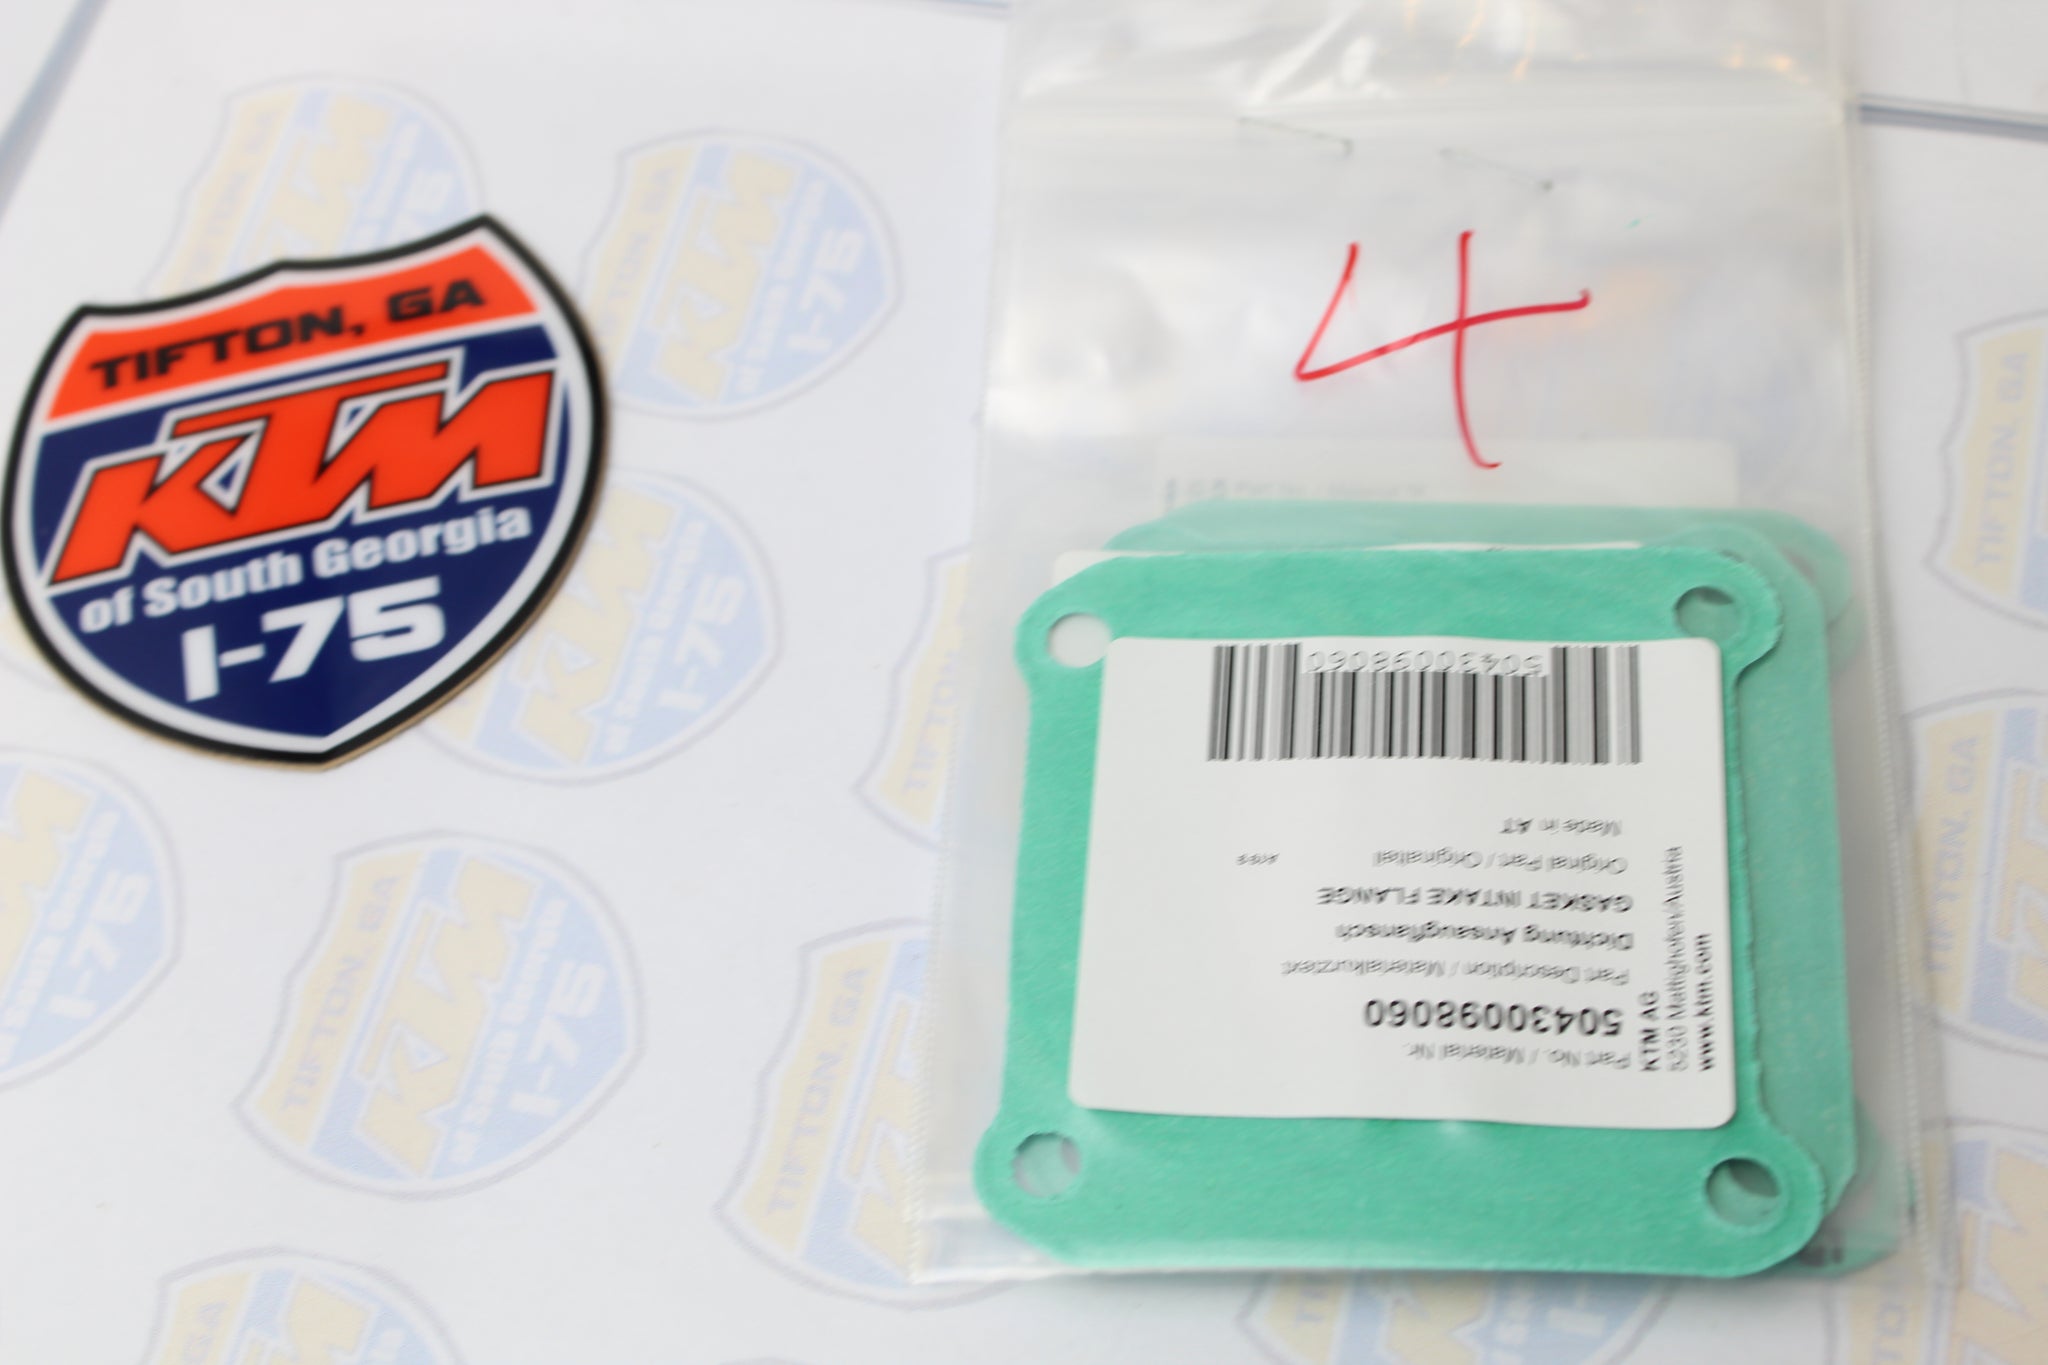 TIFTON, GA
KTM
of South Georgia
I-75
4
Part No. / Material Nr.
50430098060
Part Description / Materialkurztext
Dichtung Ansaugflansch
GASKET INTAKE FLANGE
Original Part / Originalteil
Made in AT
50430098060
KTM AG
5230 Mattighofen/Austria
www.ktm.com